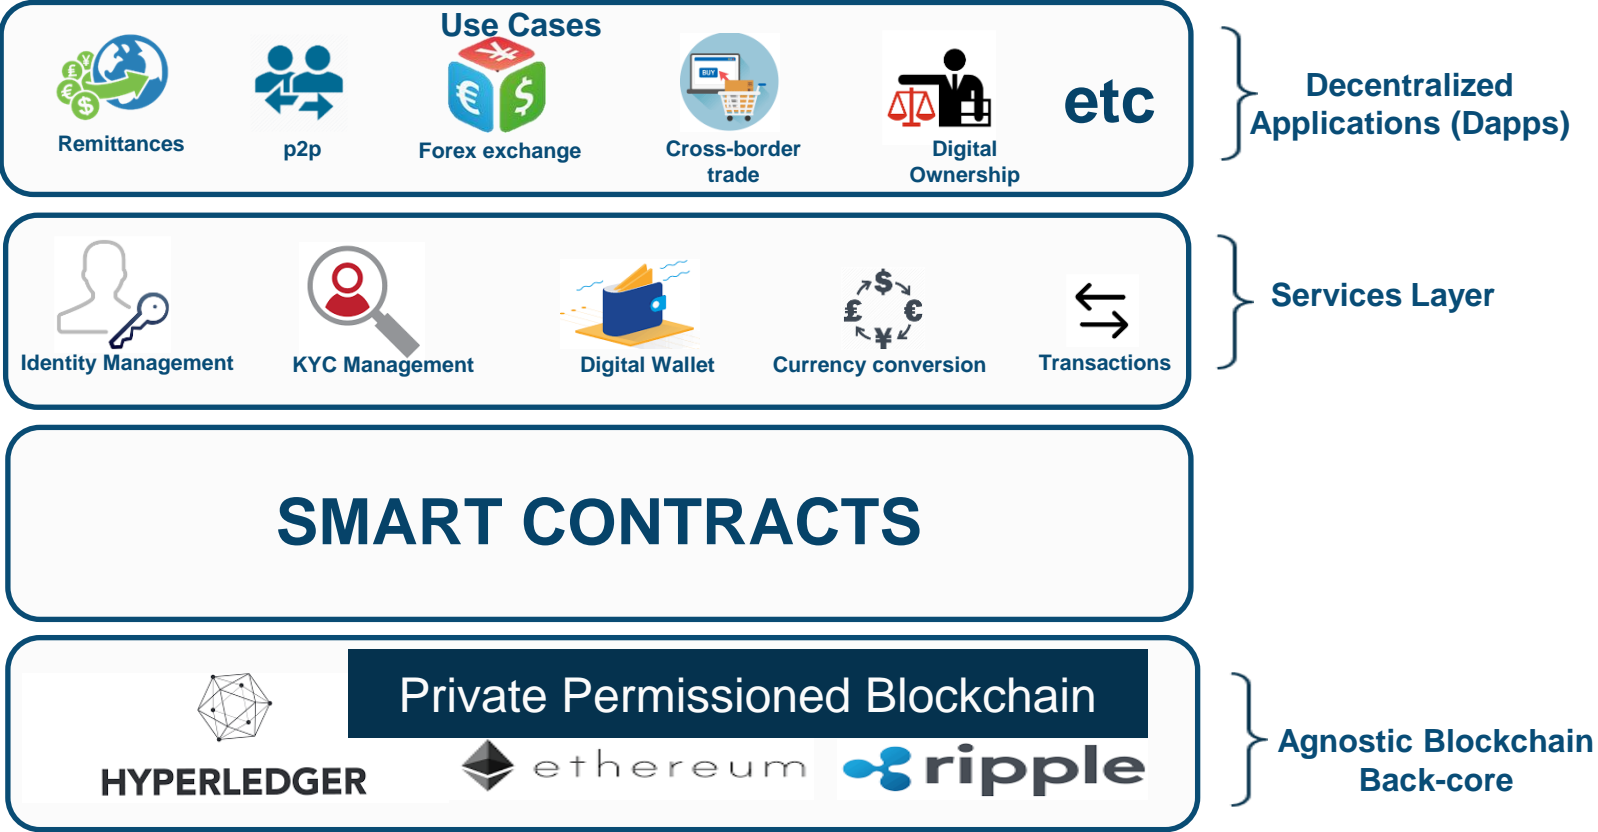 Use Cases
Remittances
p2p
Forex exchange
Cross-border
trade
Digital
Ownership
etc
Decentralized
Applications (Dapps)
BUY
Identity Management
KYC Management
Digital Wallet
Currency conversion
Transactions
Services Layer
SMART CONTRACTS
Private Permissioned Blockchain
HYPERLEDGER
ethereum
ripple
Agnostic Blockchain
Back-core